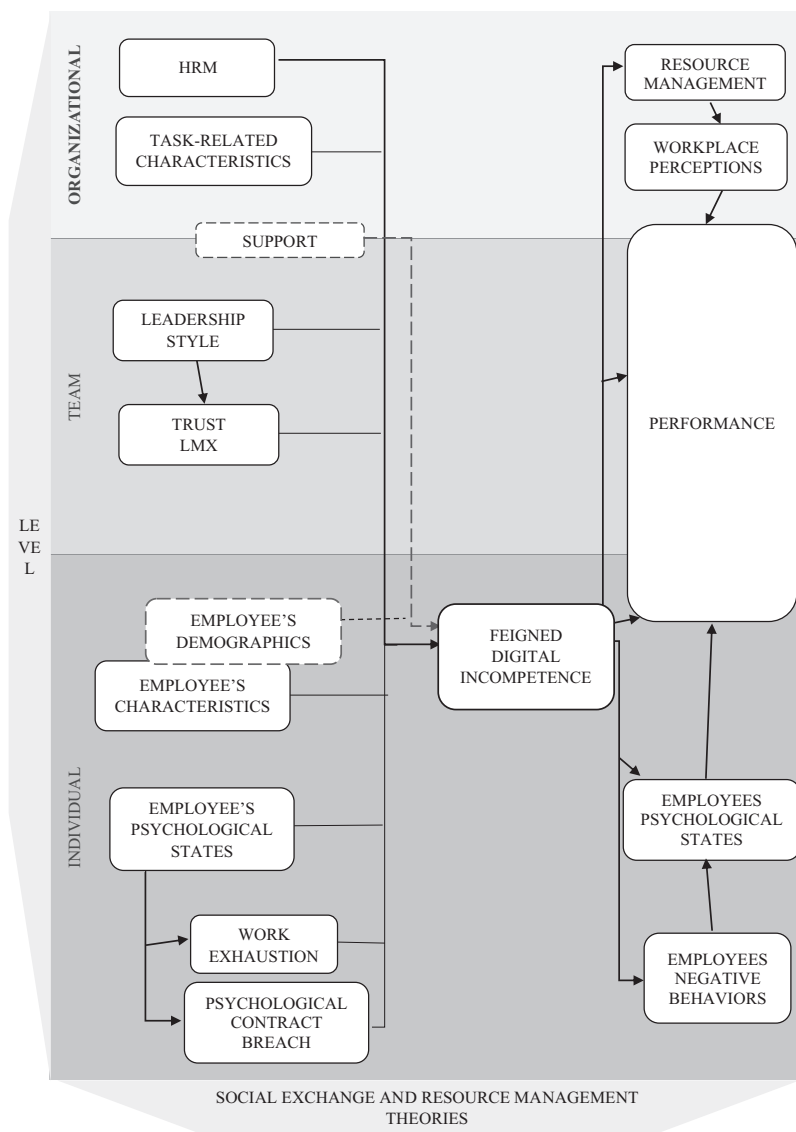 ORGANIZATIONAL
HRM
TASK-RELATED
CHARACTERISTICS
SUPPORT
RESOURCE
MANAGEMENT
WORKPLACE
PERCEPTIONS
TEAM
LEADERSHIP
STYLE
TRUST
LMX
PERFORMANCE
LE
VE
L
INDIVIDUAL
EMPLOYEE'S
DEMOGRAPHICS
EMPLOYEE'S
CHARACTERISTICS
EMPLOYEE'S
PSYCHOLOGICAL
STATES
WORK
EXHAUSTION
PSYCHOLOGICAL
CONTRACT
BREACH
FEIGNED
DIGITAL
INCOMPETENCE
EMPLOYEES
PSYCHOLOGICAL
STATES
EMPLOYEES
NEGATIVE
BEHAVIORS
SOCIAL EXCHANGE AND RESOURCE MANAGEMENT
THEORIES